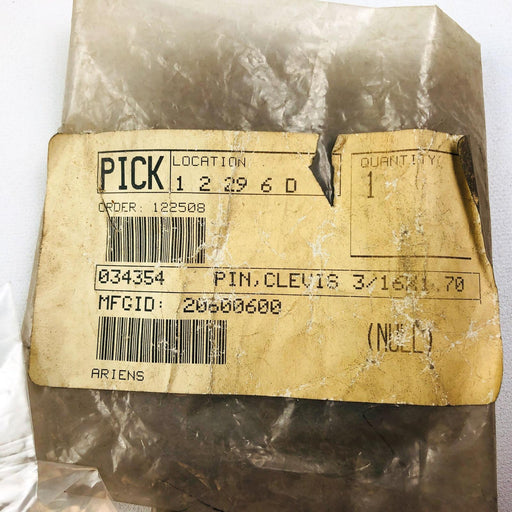 PICK
LOCATION
1 2 29 6 D
QUANTITY
1
ORDER: 122508
034354 PIN,CLEVIS 3/16X1.70
MFGID: 20600600
(NULL)
ARIENS